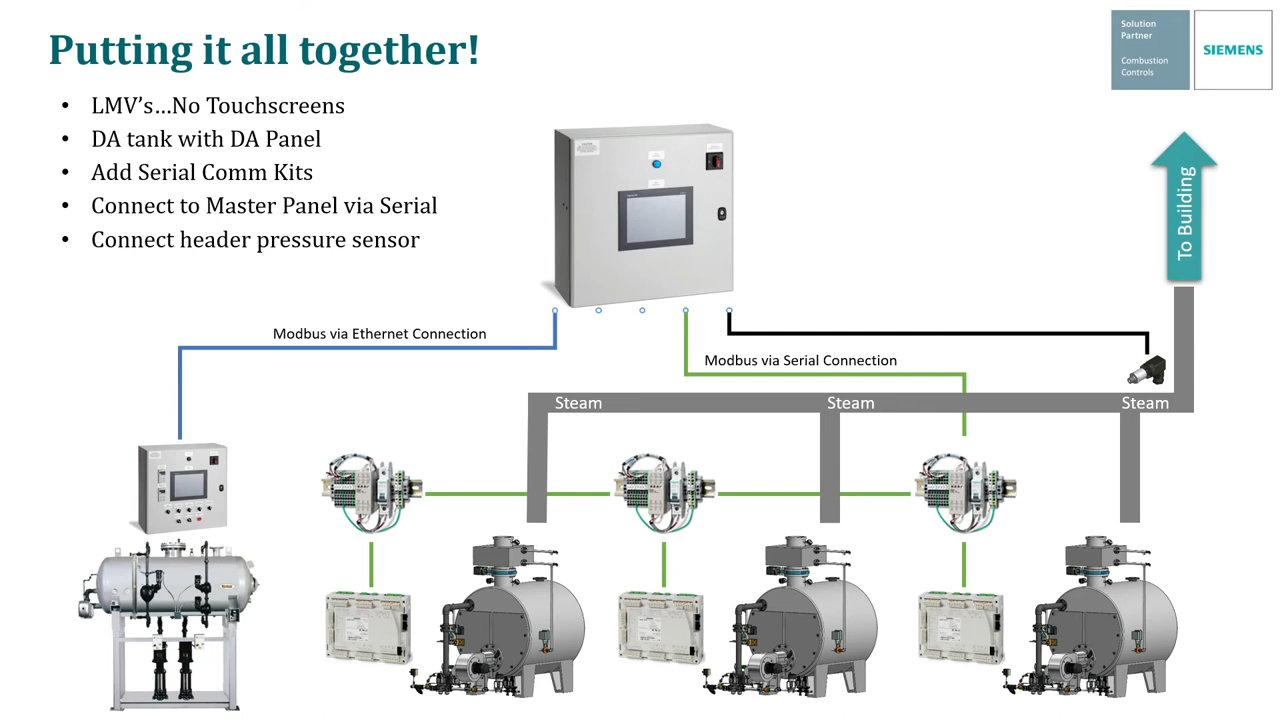 Putting it all together!
• LMV’s…No Touchscreens
• DA tank with DA Panel
• Add Serial Comm Kits
• Connect to Master Panel via Serial
• Connect header pressure sensor
Solution
Partner
Combustion
Controls
SIEMENS
To Building
Modbus via Ethernet Connection
Modbus via Serial Connection
Steam
Steam
Steam